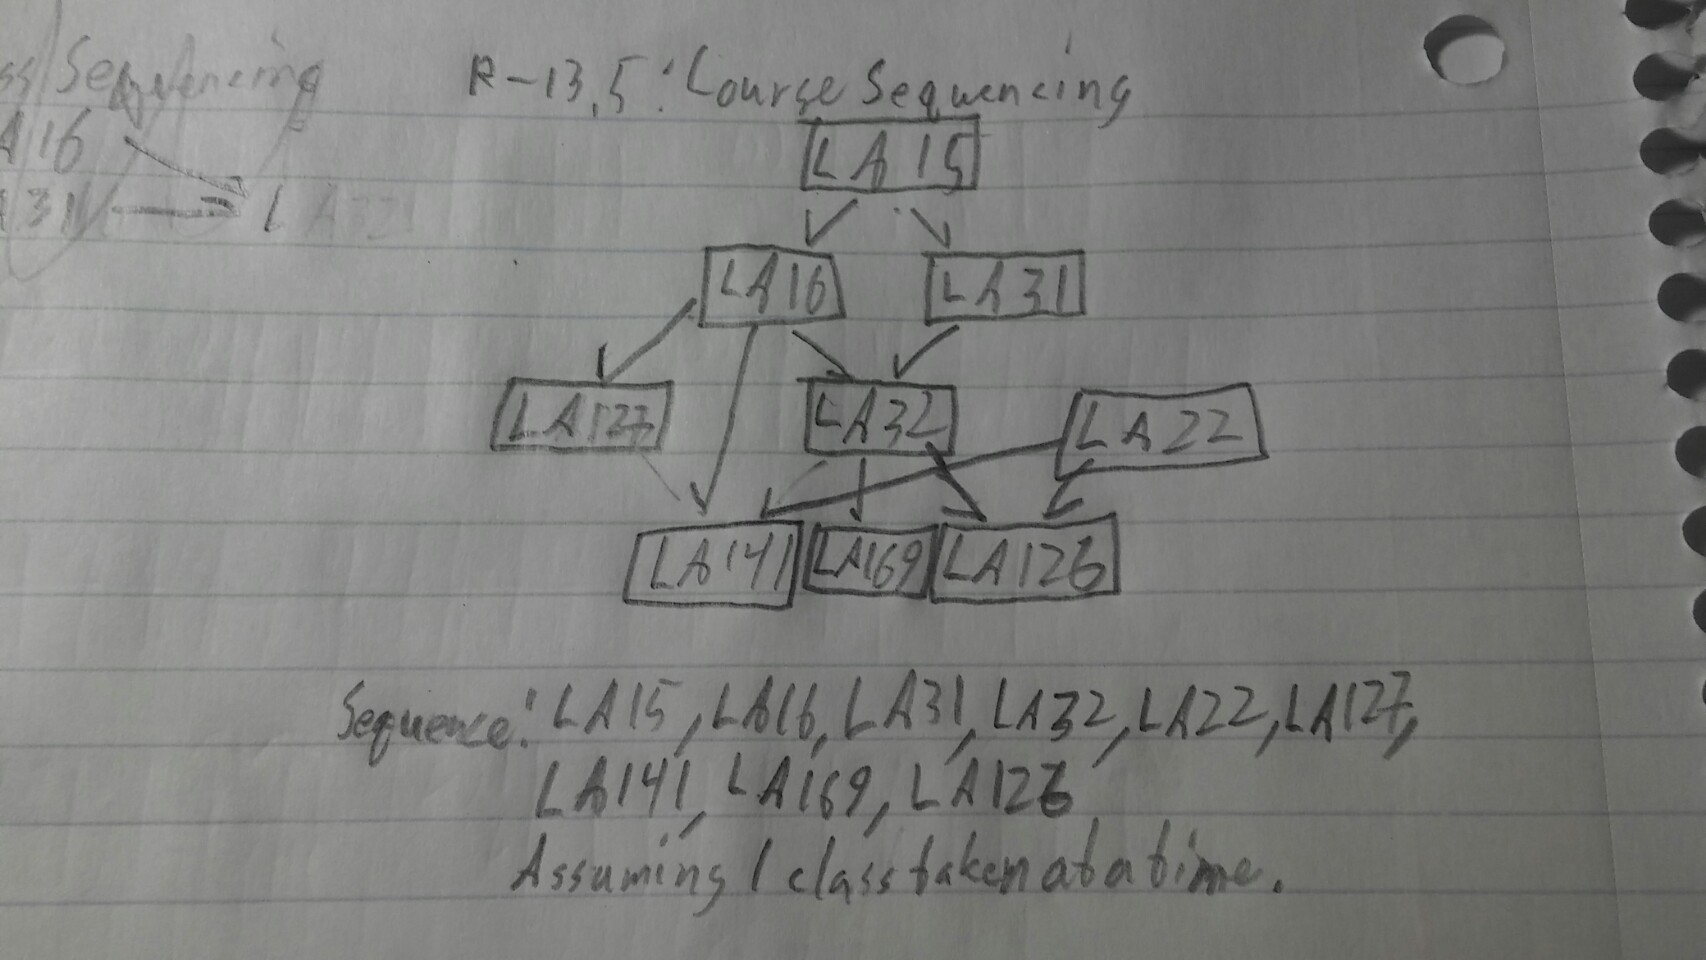 ss Sequencing
A16
A31 LA32
R-13.5: Course Sequencing
LA15
LA16 LA31
LA127 LA32 LA22
LA141 LA169 LA126
Sequence: LA15, LA16, LA31, LA32, LA22, LA127,
LA141, LA169, LA126
Assuming 1 class taken at a time.